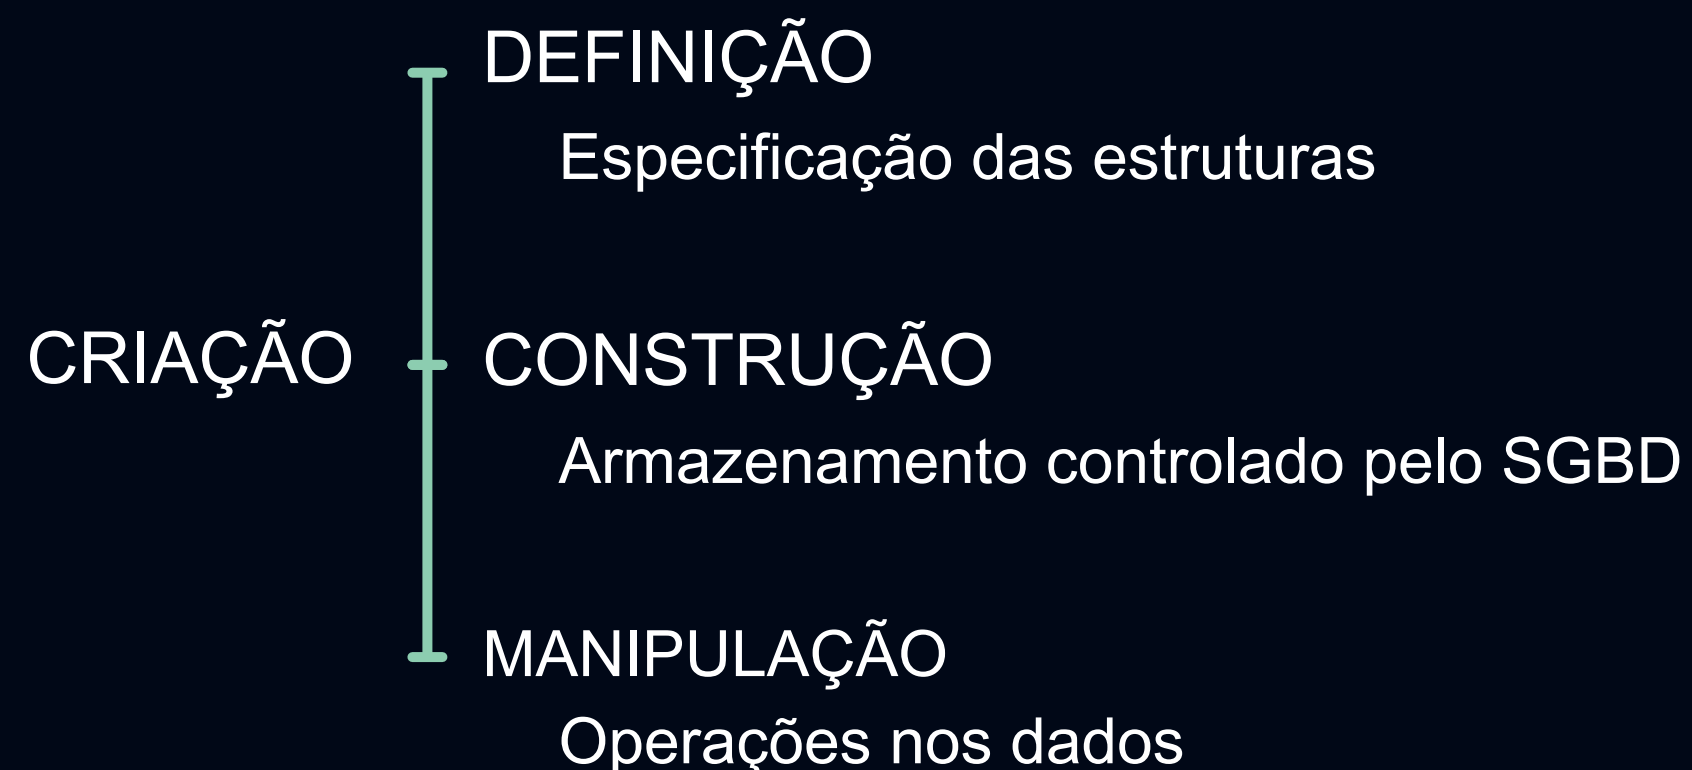 DEFINIÇÃO
Especificação das estruturas
CRIAÇÃO
CONSTRUÇÃO
Armazenamento controlado pelo SGBD
MANIPULAÇÃO
Operações nos dados